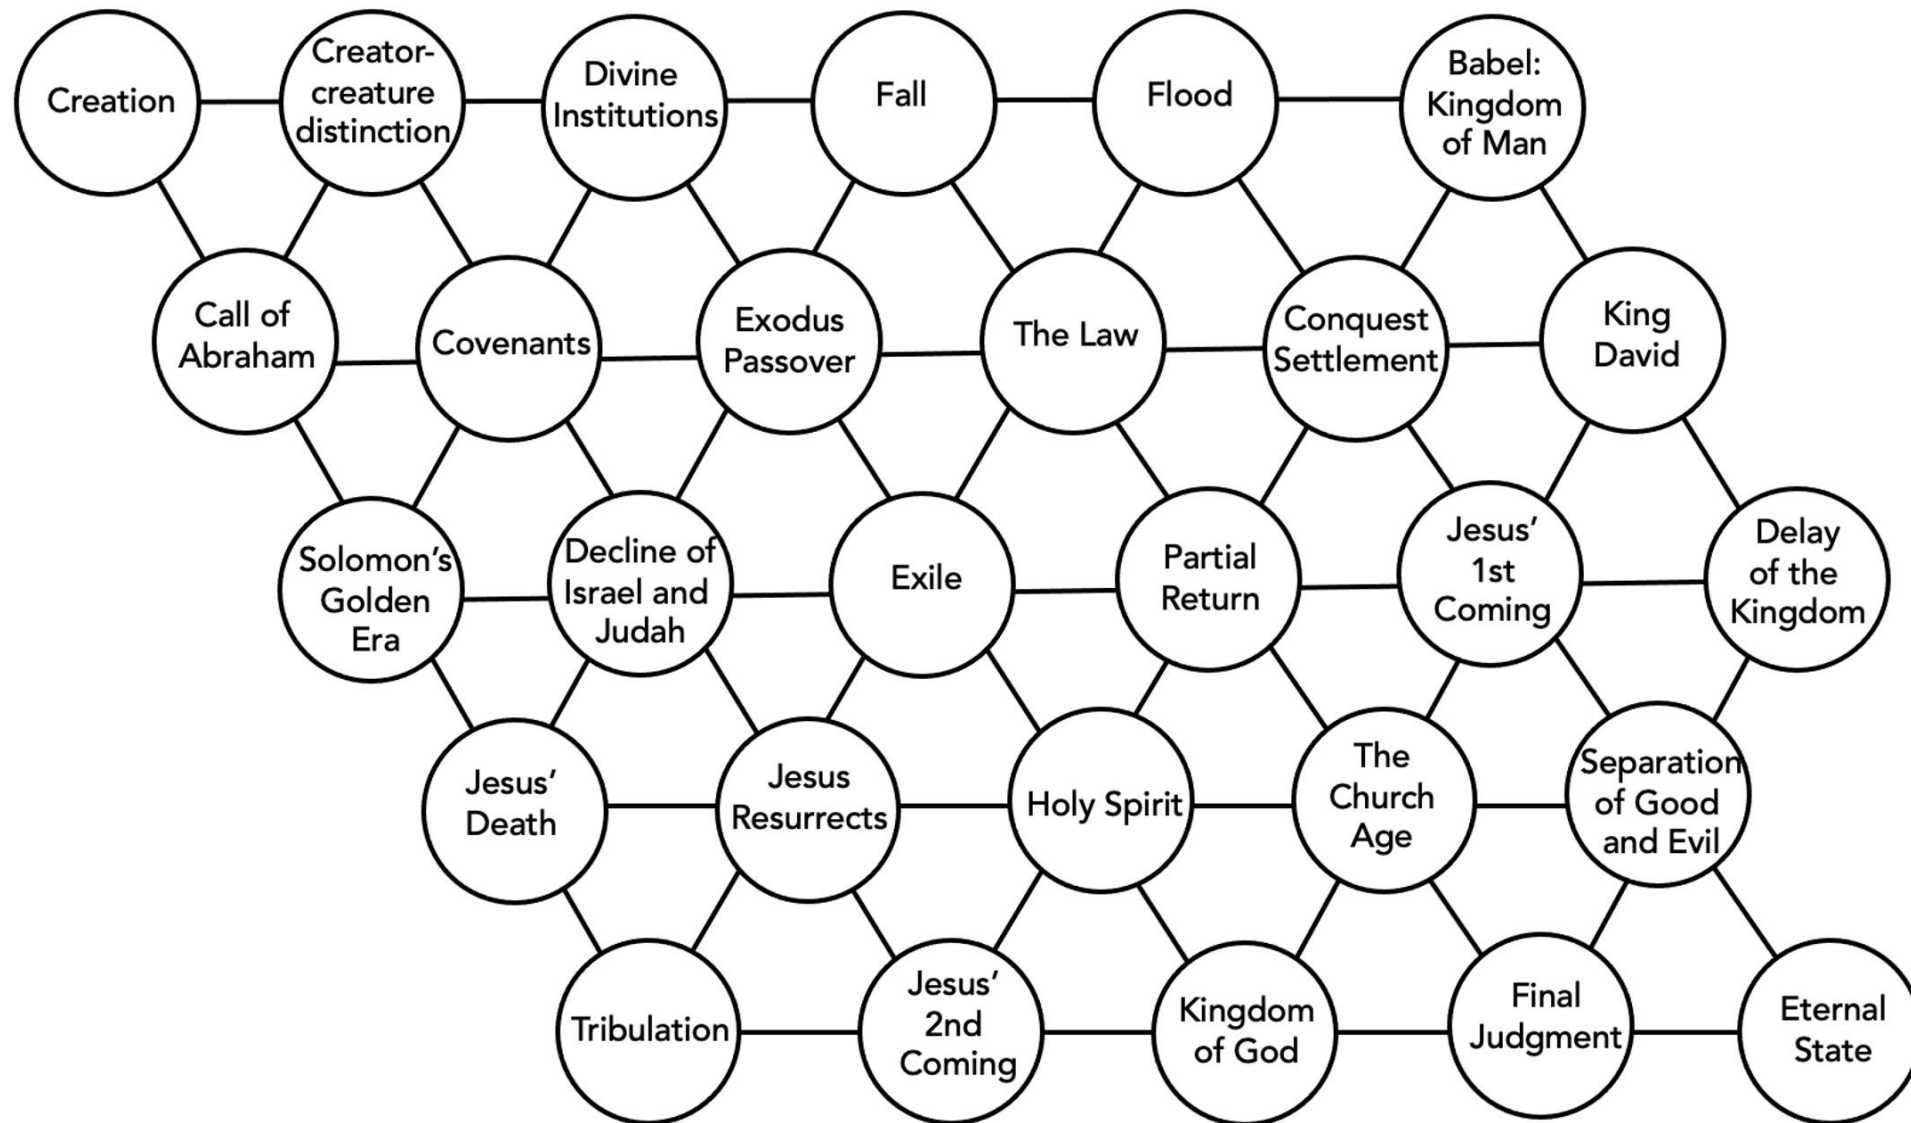 Creation
Creator-
creature
distinction
Divine
Institutions
Fall
Flood
Babel:
Kingdom
of Man
Call of
Abraham
Covenants
Exodus
Passover
The Law
Conquest
Settlement
King
David
Solomon’s
Golden
Era
Decline of
Israel and
Judah
Exile
Partial
Return
Jesus’
1st
Coming
Delay
of the
Kingdom
Jesus’
Death
Jesus
Resurrects
Holy Spirit
The
Church
Age
Separation
of Good
and Evil
Tribulation
Jesus’
2nd
Coming
Kingdom
of God
Final
Judgment
Eternal
State